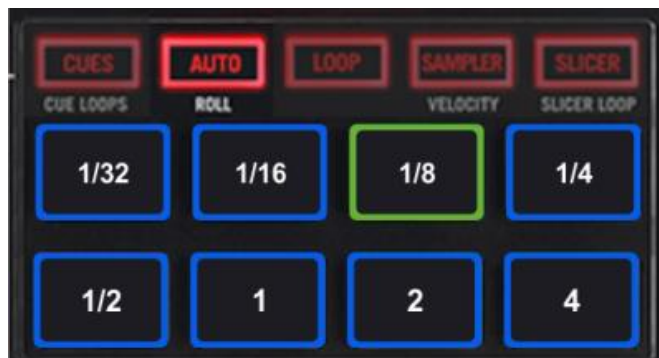 CUES AUTO LOOP SAMPLER SLICER
CUE LOOPS ROLL VELOCITY SLICER LOOP
1/32 1/16 1/8 1/4
1/2 1 2 4